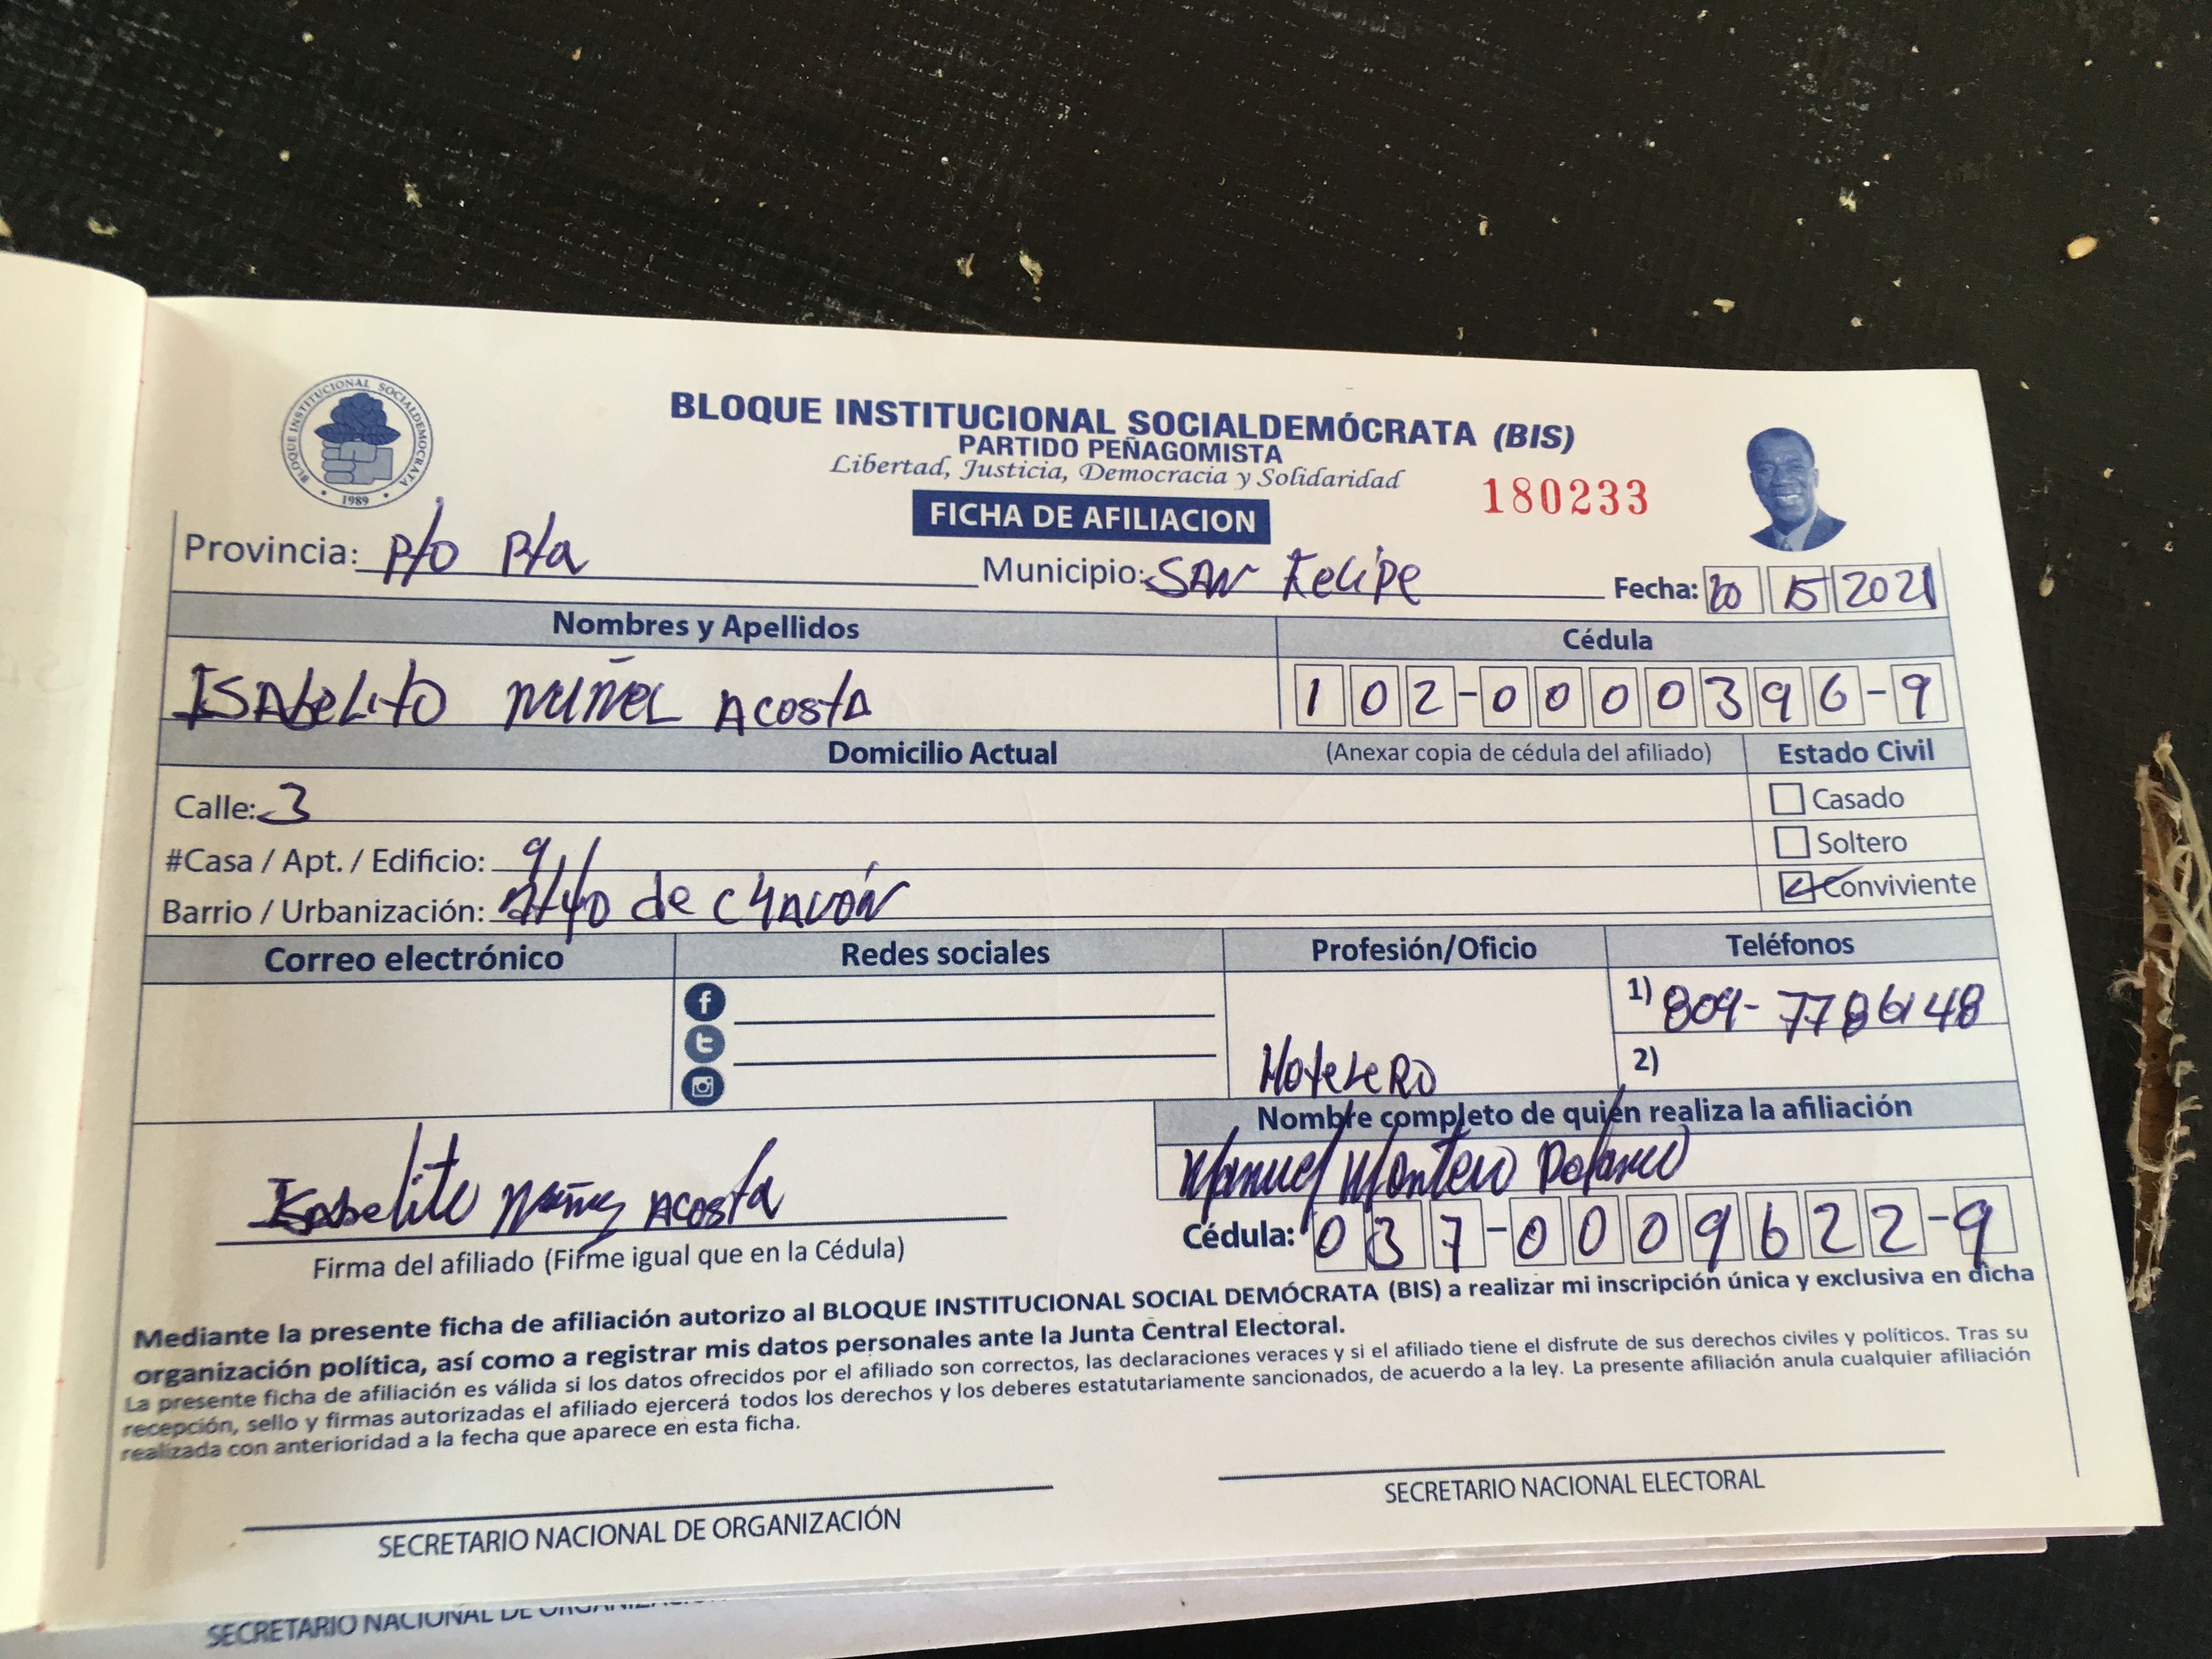 BLOQUE INSTITUCIONAL SOCIALDEMOCRATA
1989
BLOQUE INSTITUCIONAL SOCIALDEMÓCRATA (BIS)
PARTIDO PEÑAGOMISTA
Libertad, Justicia, Democracia y Solidaridad
180233
FICHA DE AFILIACION
Provincia: P/o P/a Municipio: SAN FeLiPe Fecha: 20 15 2021
Nombres y Apellidos Cédula
ISAbeLito NUÑEZ AcostA 102-0000396-9
Domicilio Actual (Anexar copia de cédula del afiliado) Estado Civil
Calle: 3 Casado
Soltero
#Casa / Apt. / Edificio: 9
Conviviente
Barrio / Urbanización: de
Correo electrónico Redes sociales Profesión/Oficio Teléfonos
1) 809-
HoteLeRo 2)
Nombre completo de quién realiza la afiliación
Isabelito Nuñez Acosta Manuel Montero Polanco
Firma del afiliado (Firme igual que en la Cédula) Cédula: 037-0009622-9
Mediante la presente ficha de afiliación autorizo al BLOQUE INSTITUCIONAL SOCIAL DEMÓCRATA (BIS) a realizar mi inscripción única y exclusiva en dicha
organización política, así como a registrar mis datos personales ante la Junta Central Electoral.
La presente ficha de afiliación es válida si los datos ofrecidos por el afiliado son correctos, las declaraciones veraces y si el afiliado tiene el disfrute de sus derechos civiles y políticos. Tras su
recepción, sello y firmas autorizadas el afiliado ejercerá todos los derechos y los deberes estatutariamente sancionados, de acuerdo a la ley. La presente afiliación anula cualquier afiliación
realizada con anterioridad a la fecha que aparece en esta ficha.
SECRETARIO NACIONAL DE ORGANIZACIÓN SECRETARIO NACIONAL ELECTORAL
SECRETARIO NACIONAL DE